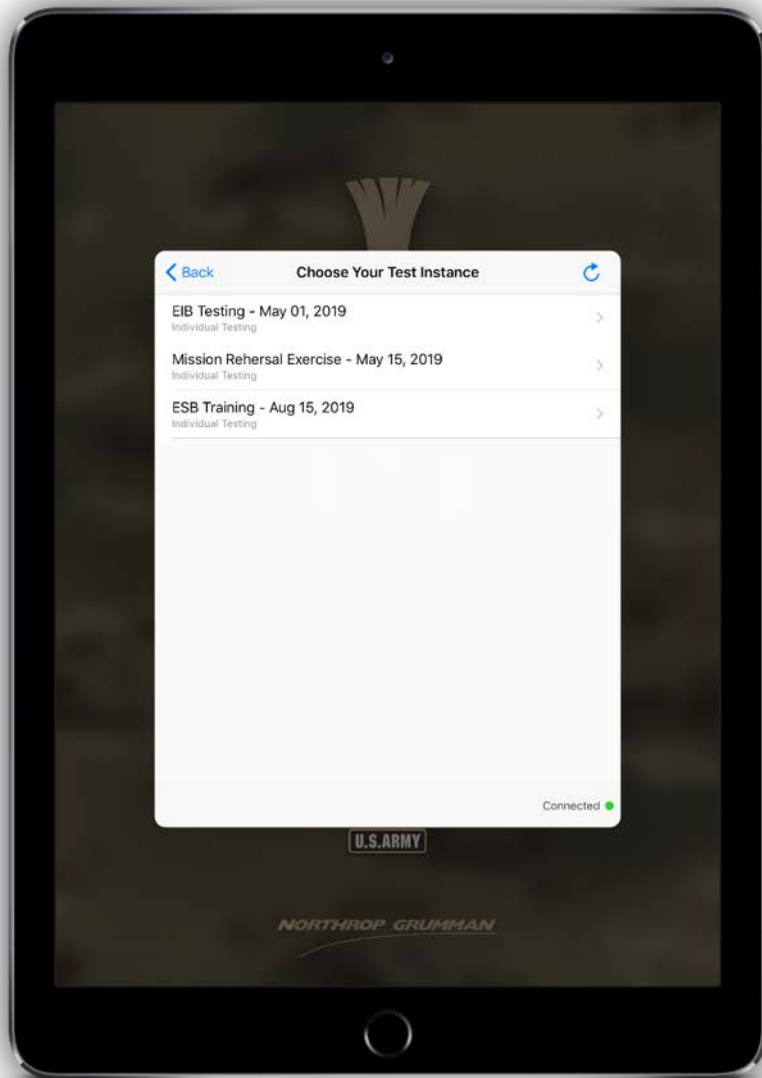 Back
Choose Your Test Instance
EIB Testing - May 01, 2019
Individual Testing
Mission Rehersal Exercise - May 15, 2019
Individual Testing
ESB Training - Aug 15, 2019
Individual Testing
Connected
U.S.ARMY
NORTHROP GRUMMAN